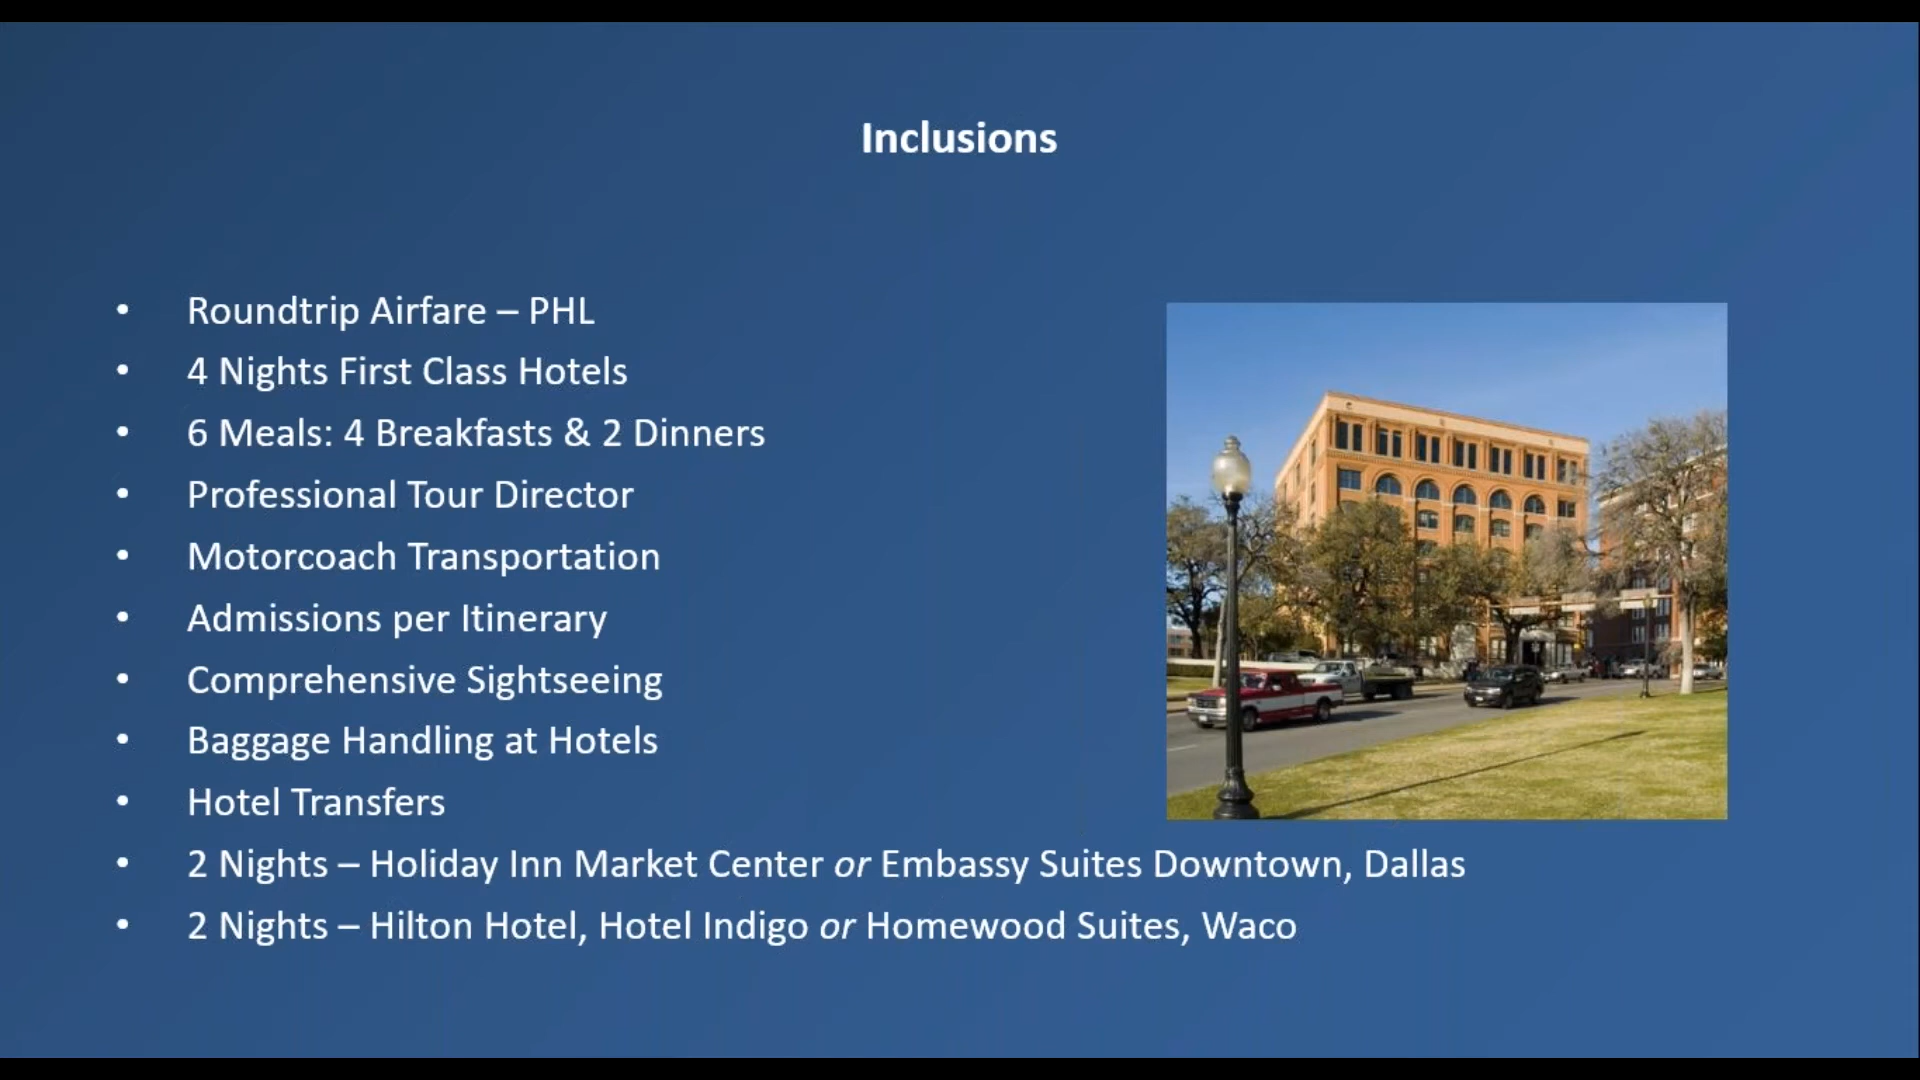 Inclusions
• Roundtrip Airfare – PHL
• 4 Nights First Class Hotels
• 6 Meals: 4 Breakfasts & 2 Dinners
• Professional Tour Director
• Motorcoach Transportation
• Admissions per Itinerary
• Comprehensive Sightseeing
• Baggage Handling at Hotels
• Hotel Transfers
• 2 Nights – Holiday Inn Market Center or Embassy Suites Downtown, Dallas
• 2 Nights – Hilton Hotel, Hotel Indigo or Homewood Suites, Waco